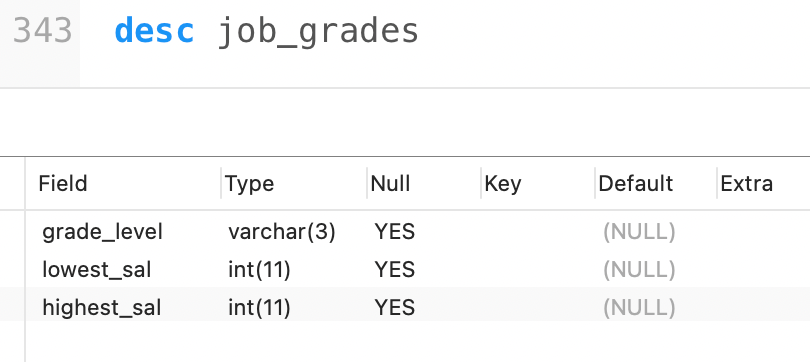 343 desc job_grades
Field Type Null Key Default Extra
grade_level varchar(3) YES (NULL)
lowest_sal int(11) YES (NULL)
highest_sal int(11) YES (NULL)